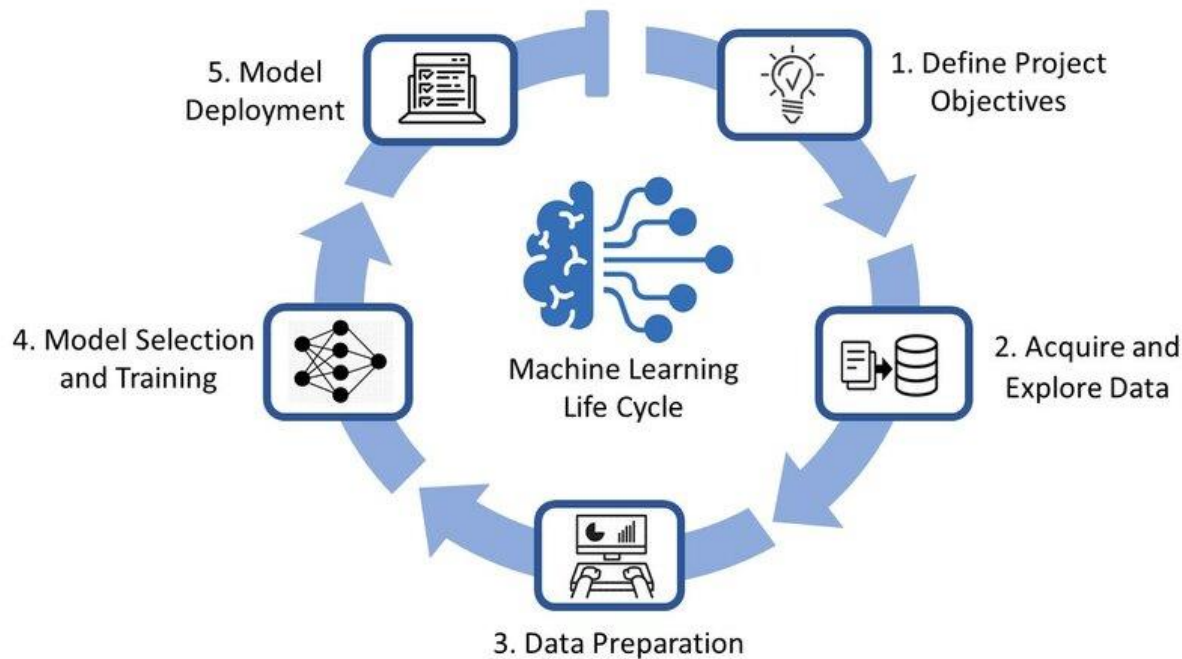 1. Define Project
Objectives
2. Acquire and
Explore Data
3. Data Preparation
4. Model Selection
and Training
5. Model
Deployment
Machine Learning
Life Cycle